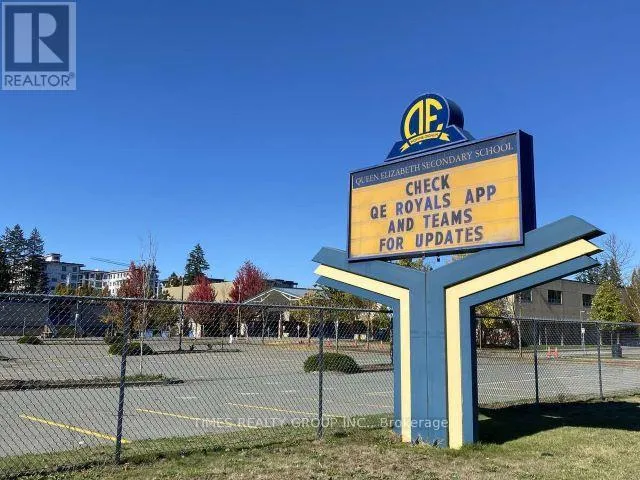 R
REALTOR®
QE
QUEEN ELIZABETH SECONDARY SCHOOL
CHECK
QE ROYALS APP
AND TEAMS
FOR UPDATES
TIMES REALTY GROUP INC., Brokerage